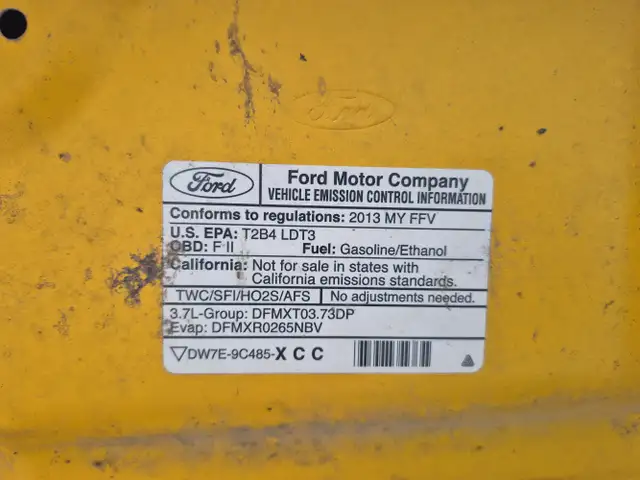 Ford
Ford
Ford Motor Company
VEHICLE EMISSION CONTROL INFORMATION
Conforms to regulations: 2013 MY FFV
U.S. EPA: T2B4 LDT3
OBD: F II Fuel: Gasoline/Ethanol
California: Not for sale in states with
California emissions standards.
TWC/SFI/HO2S/AFS No adjustments needed.
3.7L-Group: DFMXT03.73DP
Evap: DFMXR0265NBV
DW7E-9C485-XCC